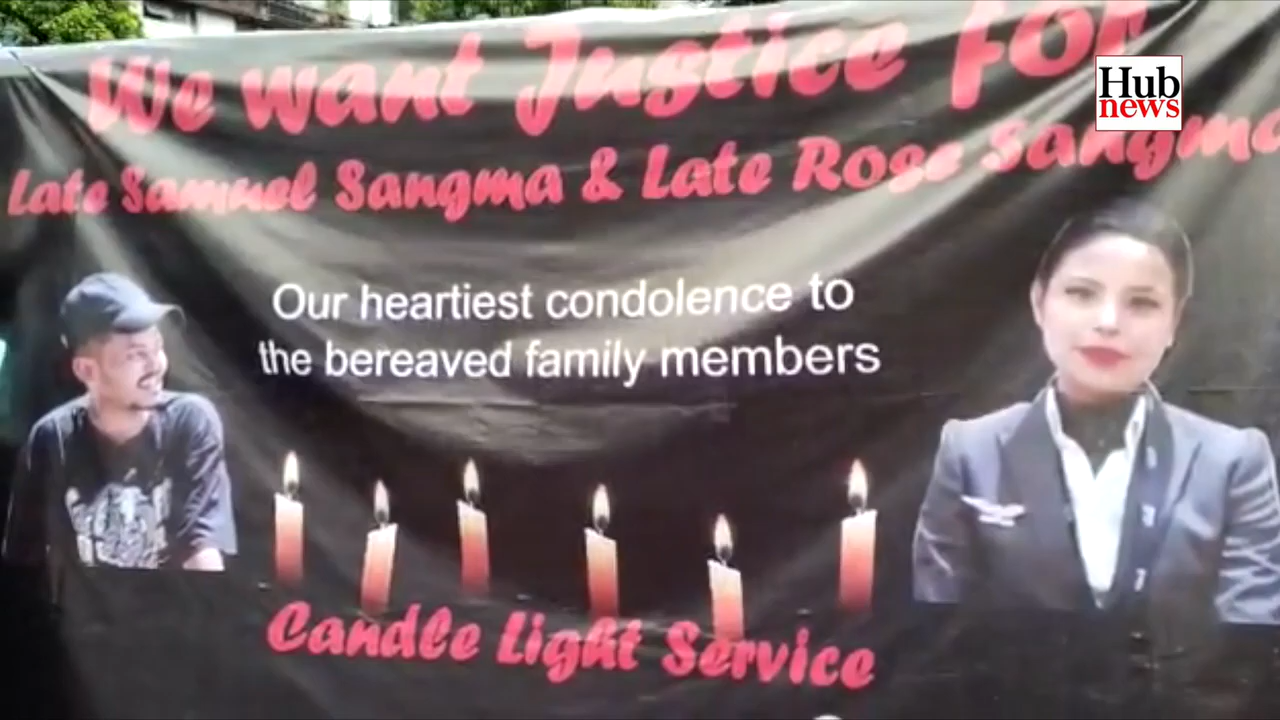 We want Justice for
Hub
news
Late Samuel Sangma & Late Rose Sangma
Our heartiest condolence to
the bereaved family members
Candle Light Service